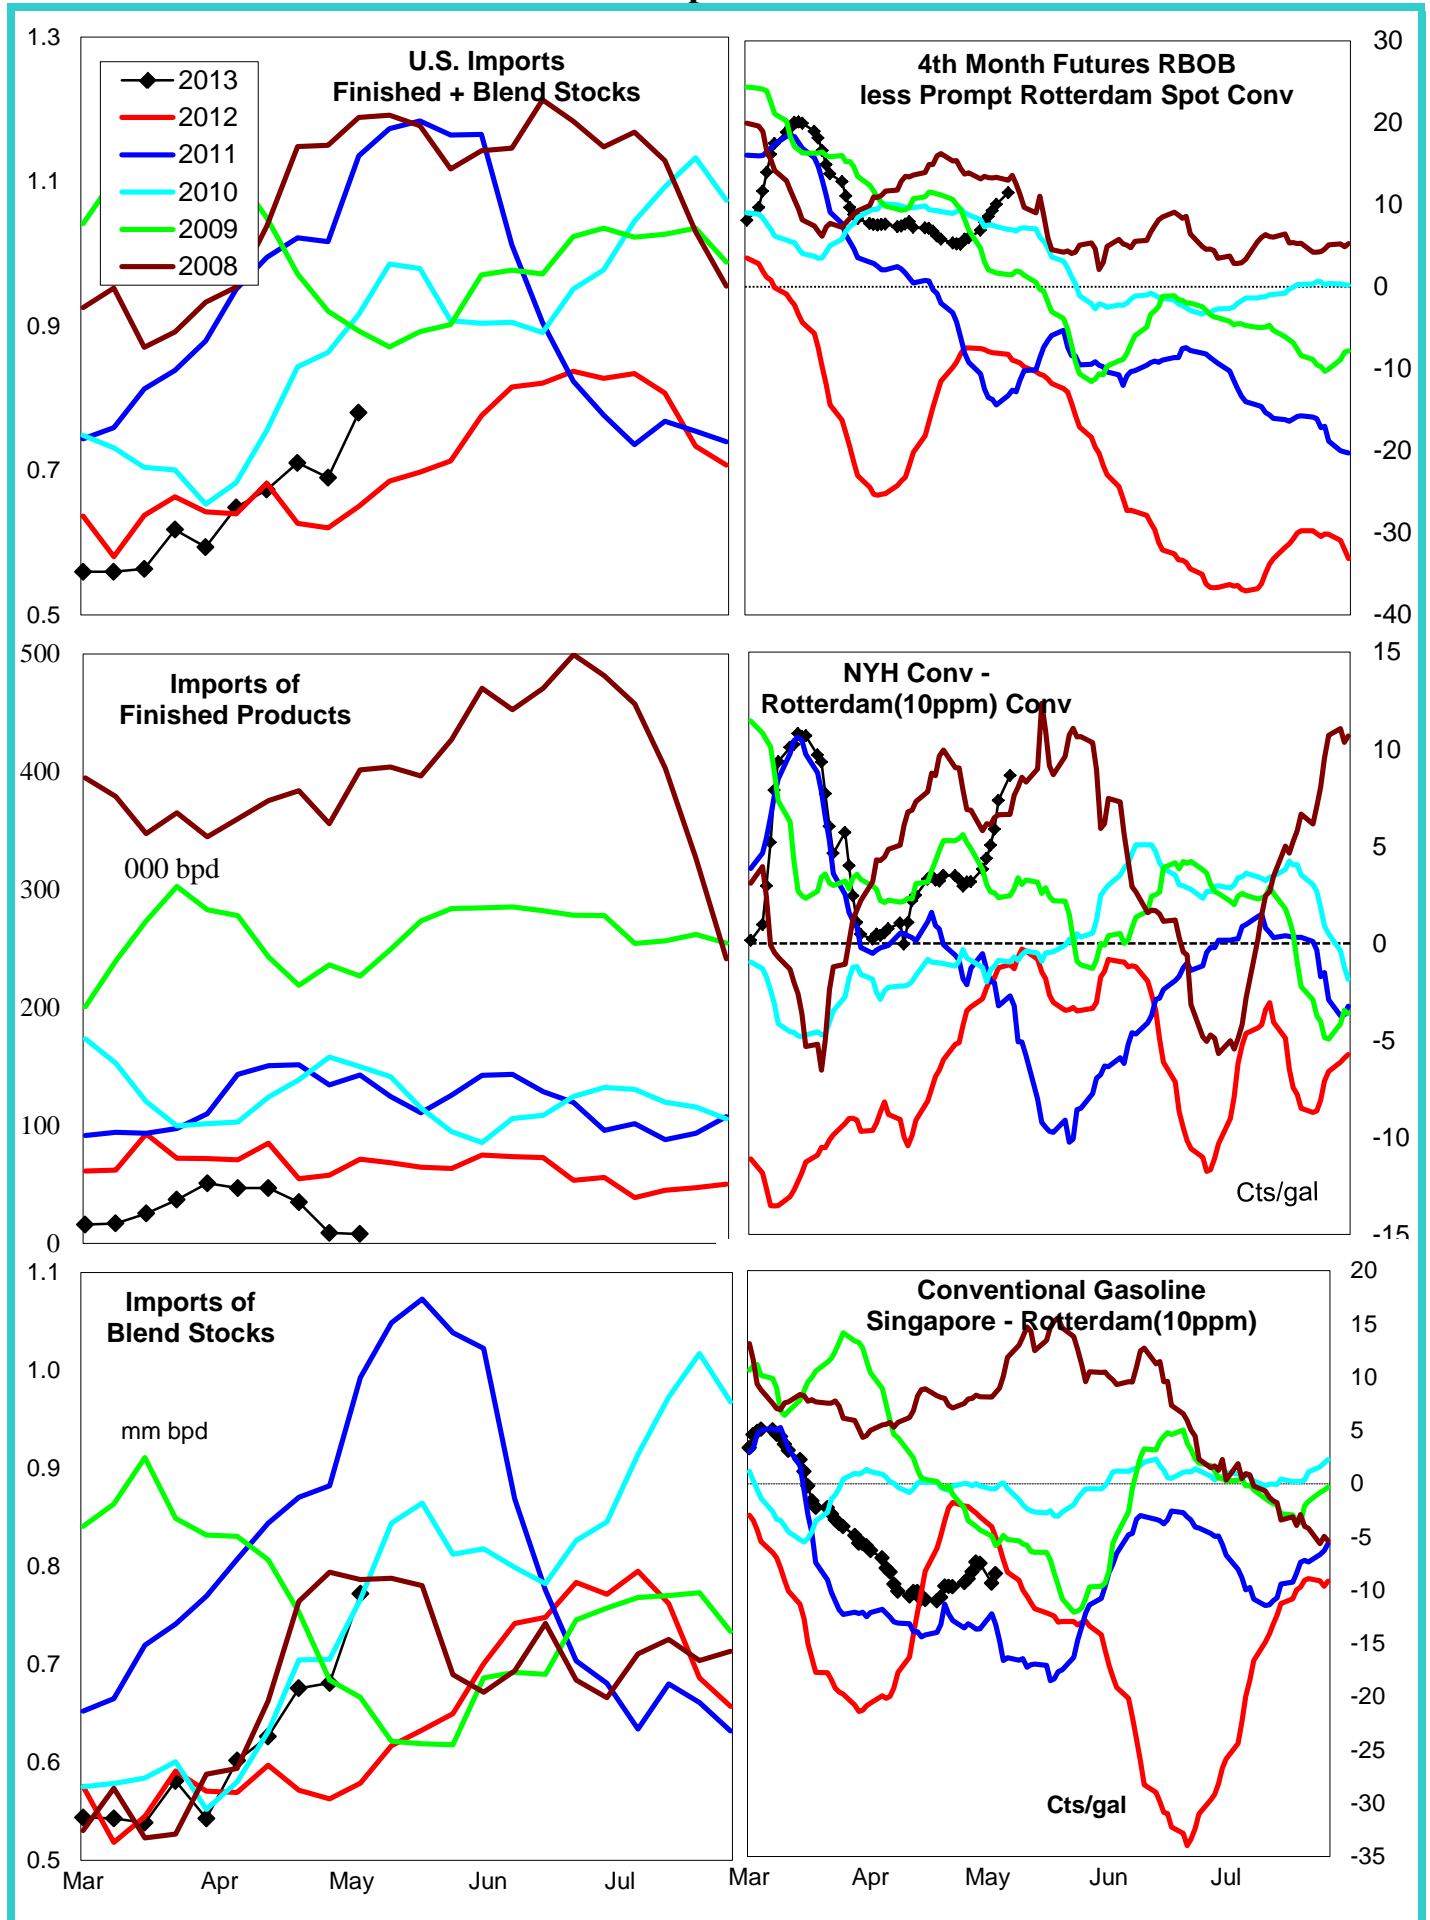 1.3
1.1
0.9
0.7
0.5
U.S. Imports
Finished + Blend Stocks
2013
2012
2011
2010
2009
2008
4th Month Futures RBOB
less Prompt Rotterdam Spot Conv
30
20
10
0
-10
-20
-30
-40
500
400
300
200
100
0
Imports of
Finished Products
000 bpd
NYH Conv -
Rotterdam(10ppm) Conv
15
10
5
0
-5
-10
-15
Cts/gal
1.1
1.0
0.9
0.8
0.7
0.6
0.5
Imports of
Blend Stocks
mm bpd
Mar Apr May Jun Jul
Conventional Gasoline
Singapore - Rotterdam(10ppm)
20
15
10
5
0
-5
-10
-15
-20
-25
-30
-35
Cts/gal
Mar Apr May Jun Jul